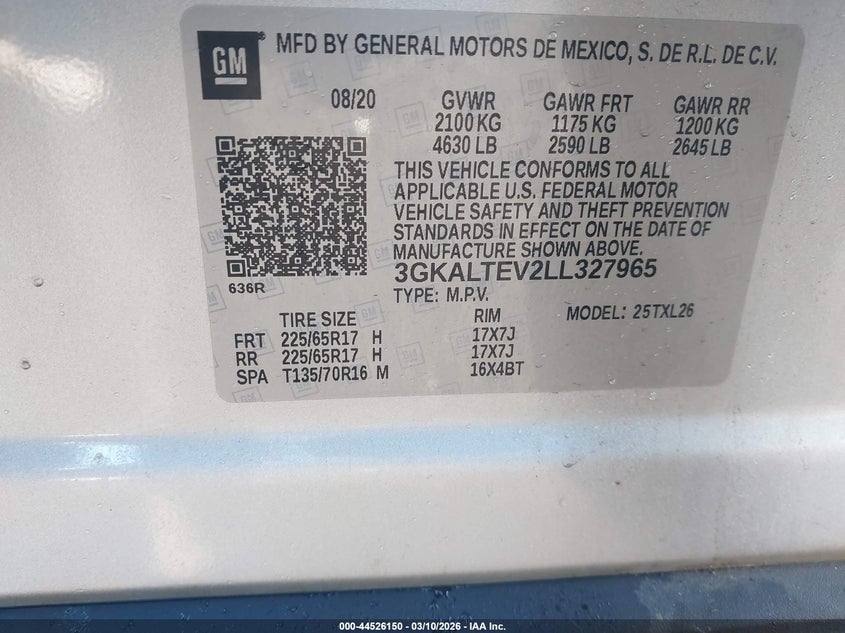 GM MFD BY GENERAL MOTORS DE MEXICO, S. DE R.L. DE C.V.
08/20 GVWR GAWR FRT GAWR RR
2100 KG 1175 KG 1200 KG
4630 LB 2590 LB 2645 LB
THIS VEHICLE CONFORMS TO ALL
APPLICABLE U.S. FEDERAL MOTOR
VEHICLE SAFETY AND THEFT PREVENTION
STANDARDS IN EFFECT ON THE DATE OF
MANUFACTURE SHOWN ABOVE.
3GKALTEV2LL327965
636R
TYPE: M.P.V. MODEL: 25TXL26
TIRE SIZE RIM
FRT 225/65R17 H 17X7J
RR 225/65R17 H 17X7J
SPA T135/70R16 M 16X4BT
000-44526150 — 03/10/2026 — IAA Inc.